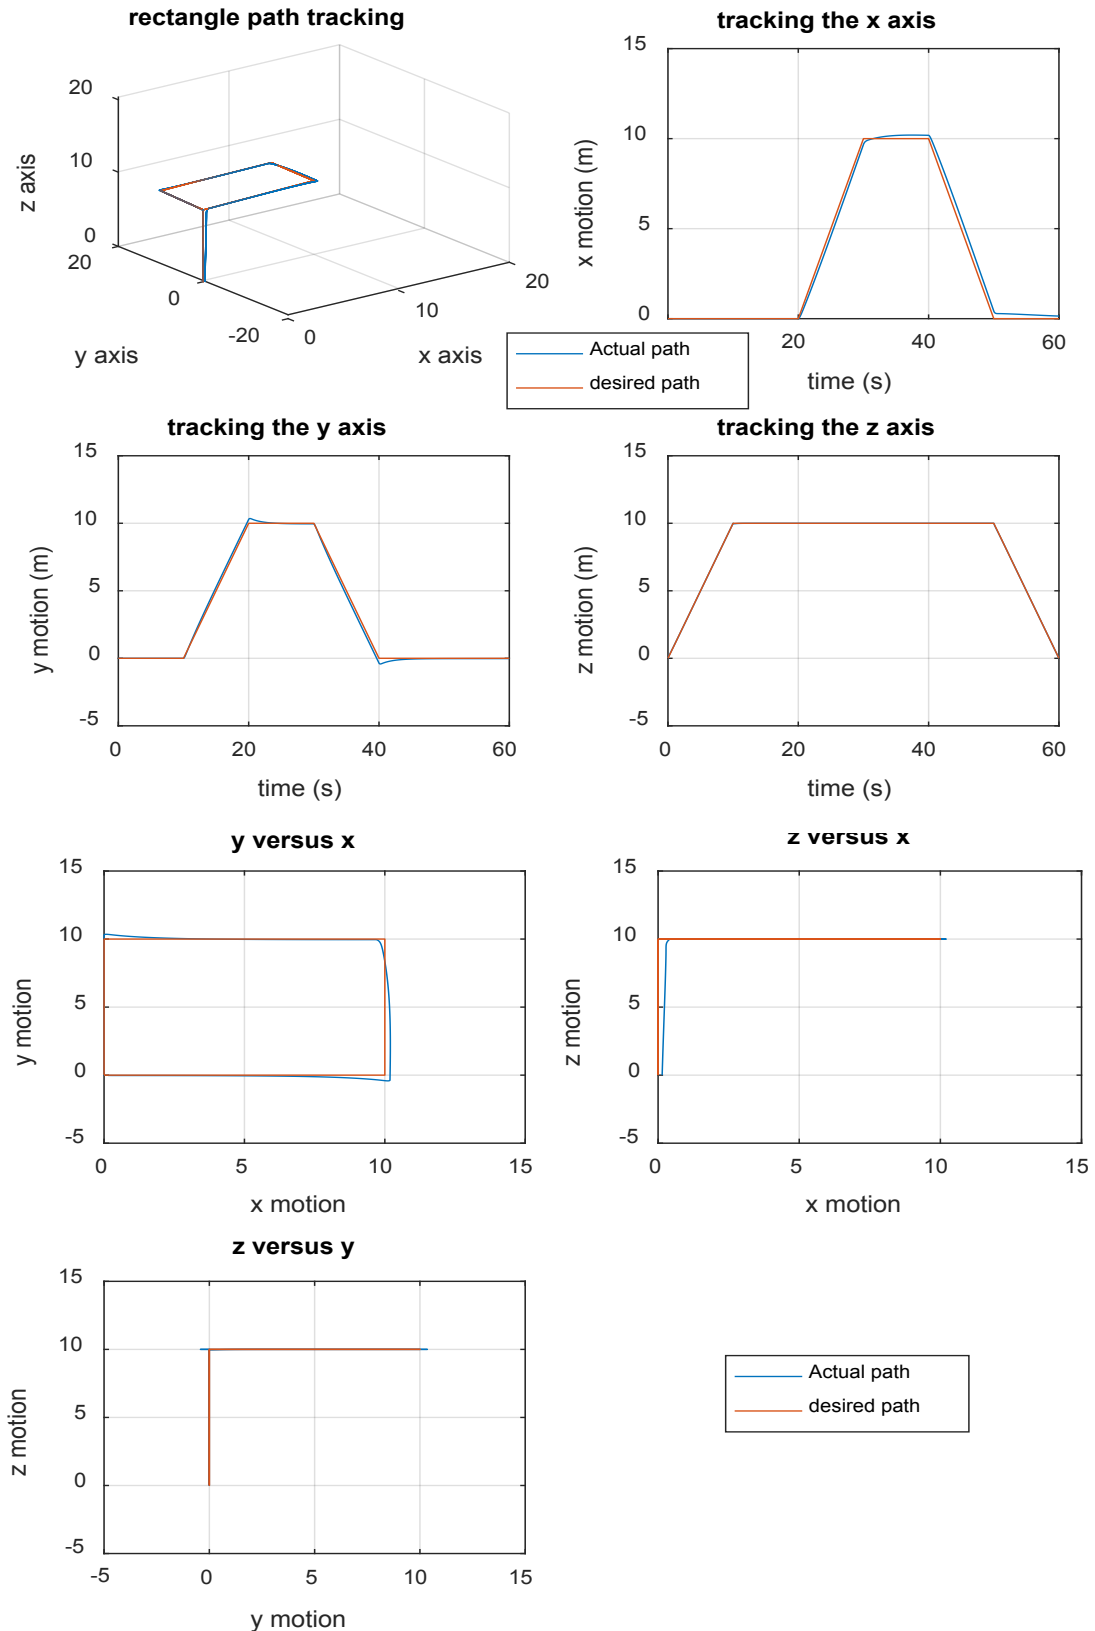 rectangle path tracking
20
10
0
20
0
-20
0
10
20
z axis
y axis
x axis
tracking the x axis
15
10
5
0
20
40
60
x motion (m)
time (s)
Actual path
desired path
tracking the y axis
15
10
5
0
-5
0
20
40
60
y motion (m)
time (s)
tracking the z axis
15
10
5
0
-5
0
20
40
60
z motion (m)
time (s)
y versus x
15
10
5
0
-5
0
5
10
15
y motion
x motion
z versus x
15
10
5
0
-5
0
5
10
15
z motion
x motion
z versus y
15
10
5
0
-5
-5
0
5
10
15
z motion
y motion
Actual path
desired path